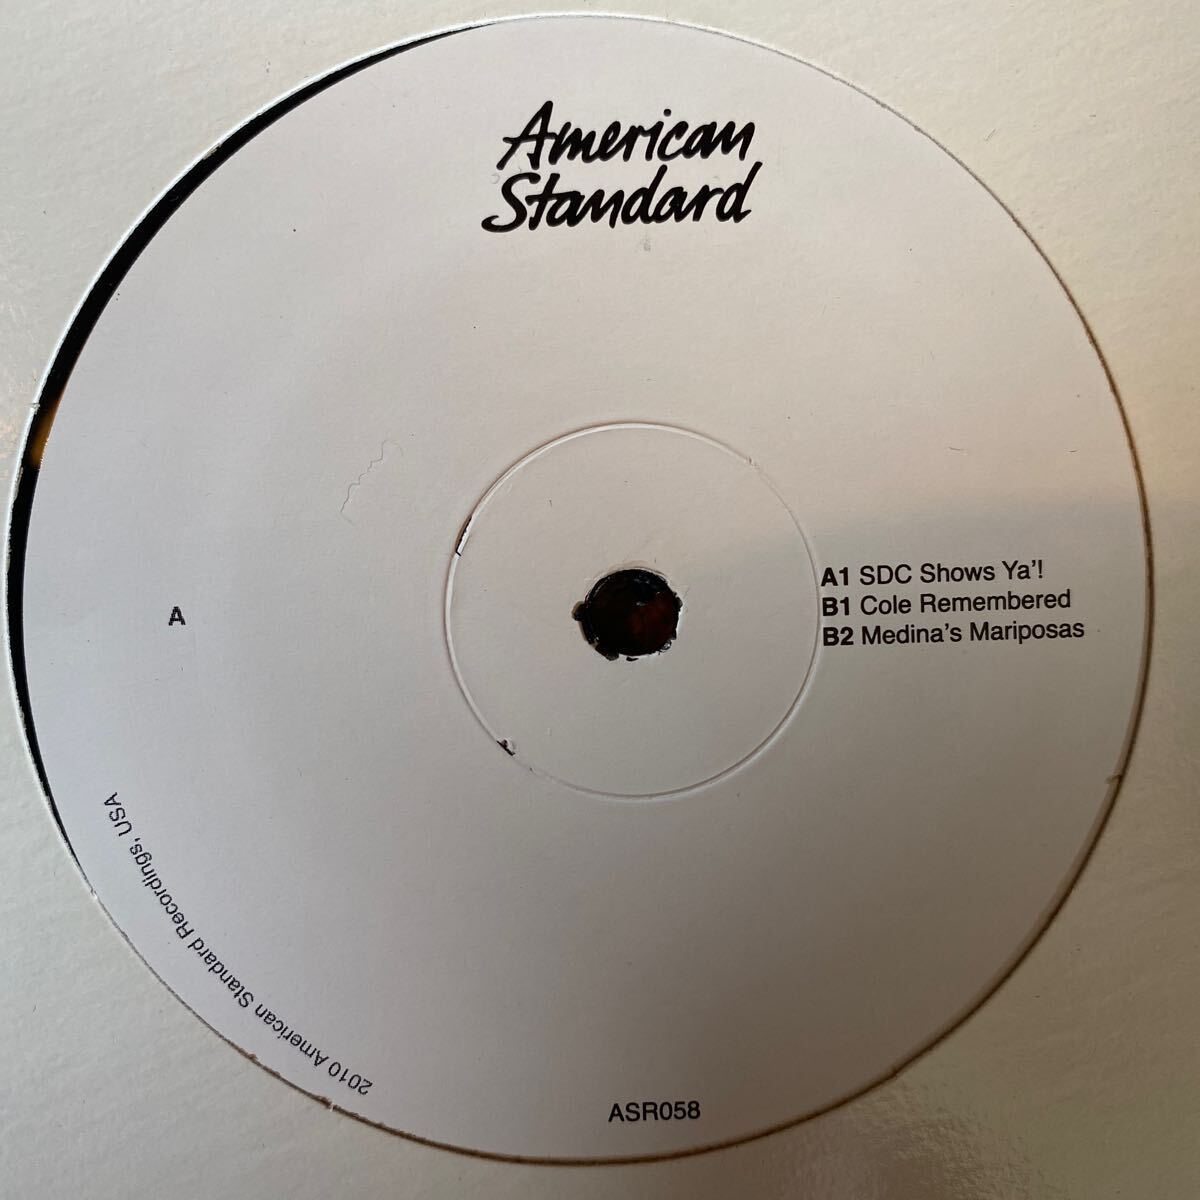 American
Standard
A1 SDC Shows Ya'!
B1 Cole Remembered
B2 Medina's Mariposas
A
2010 American Standard Recordings, USA
ASR058